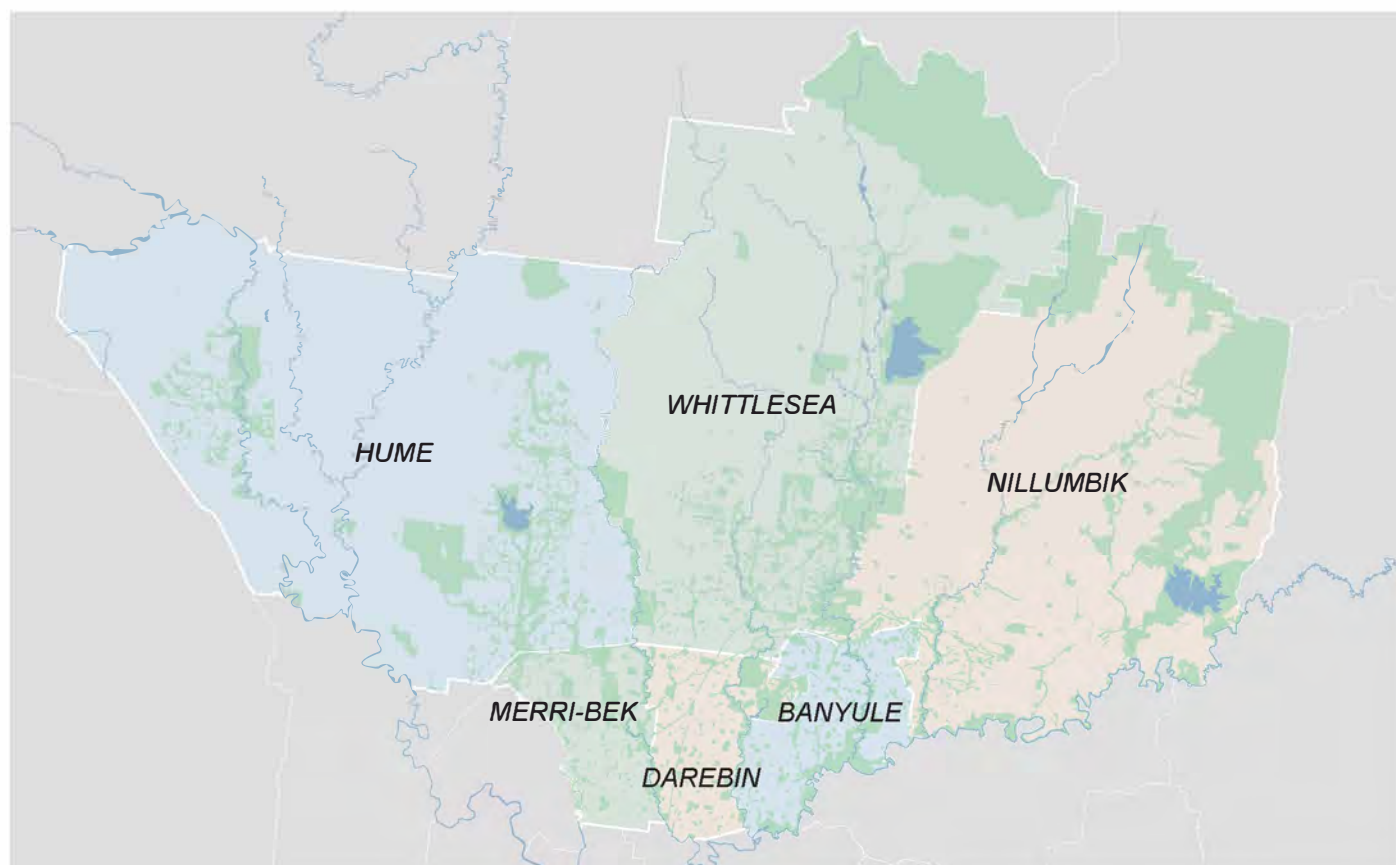 WHITTLESEA
HUME
NILLUMBIK
MERRI-BEK
BANYULE
DAREBIN